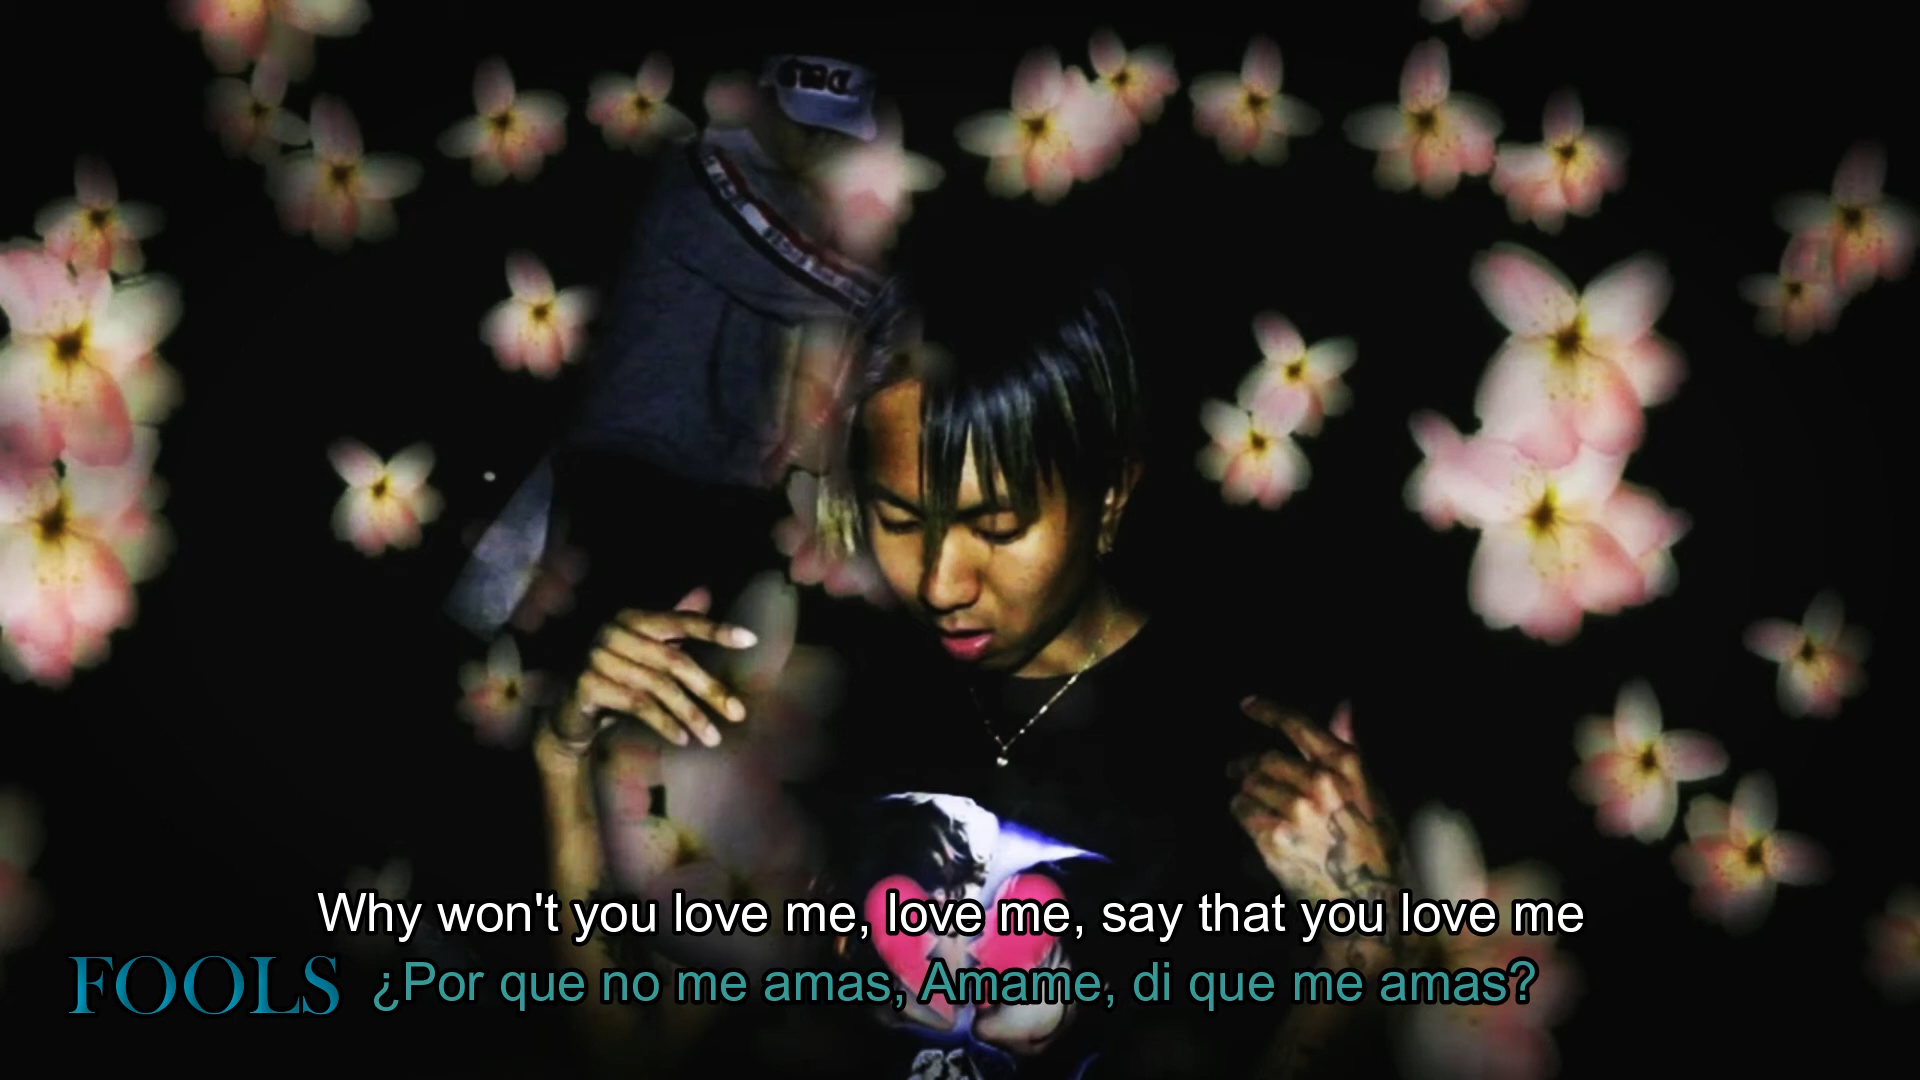 Why won't you love me, love me, say that you love me
FOOLS ¿Por que no me amas, Amame, di que me amas?